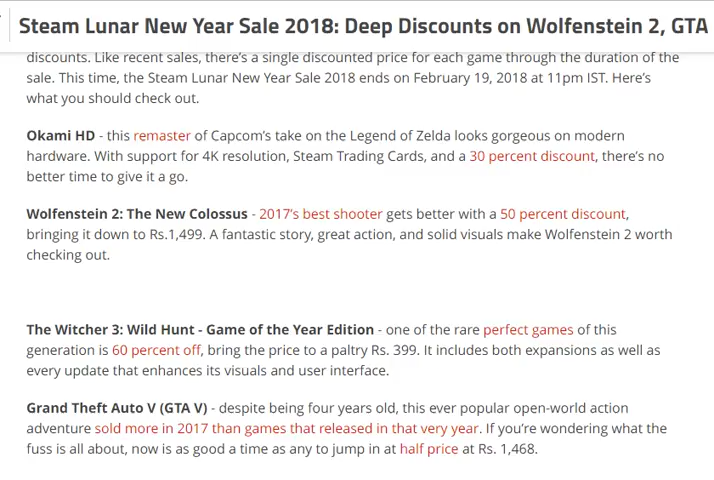 Steam Lunar New Year Sale 2018: Deep Discounts on Wolfenstein 2, GTA
discounts. Like recent sales, there's a single discounted price for each game through the duration of the
sale. This time, the Steam Lunar New Year Sale 2018 ends on February 19, 2018 at 11pm IST. Here's
what you should check out.
Okami HD - this remaster of Capcom's take on the Legend of Zelda looks gorgeous on modern
hardware. With support for 4K resolution, Steam Trading Cards, and a 30 percent discount, there's no
better time to give it a go.
Wolfenstein 2: The New Colossus - 2017's best shooter gets better with a 50 percent discount,
bringing it down to Rs.1,499. A fantastic story, great action, and solid visuals make Wolfenstein 2 worth
checking out.
The Witcher 3: Wild Hunt - Game of the Year Edition - one of the rare perfect games of this
generation is 60 percent off, bring the price to a paltry Rs. 399. It includes both expansions as well as
every update that enhances its visuals and user interface.
Grand Theft Auto V (GTA V) - despite being four years old, this ever popular open-world action
adventure sold more in 2017 than games that released in that very year. If you're wondering what the
fuss is all about, now is as good a time as any to jump in at half price at Rs. 1,468.